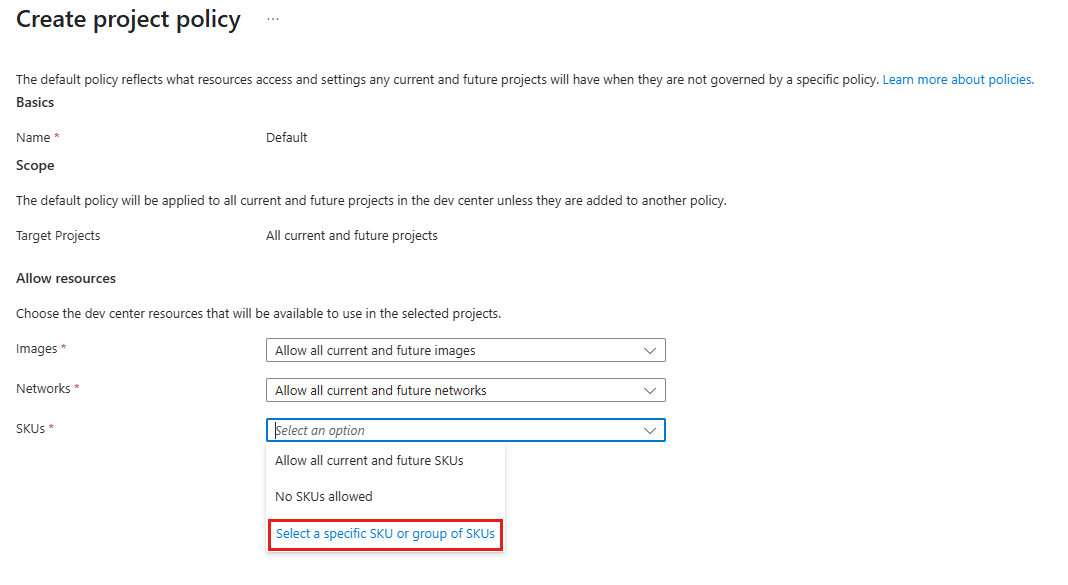 Create project policy ...
The default policy reflects what resources access and settings any current and future projects will have when they are not governed by a specific policy. Learn more about policies.
Basics
Name * Default
Scope
The default policy will be applied to all current and future projects in the dev center unless they are added to another policy.
Target Projects All current and future projects
Allow resources
Choose the dev center resources that will be available to use in the selected projects.
Images * Allow all current and future images
Networks * Allow all current and future networks
SKUs * Select an option
Allow all current and future SKUs
No SKUs allowed
Select a specific SKU or group of SKUs